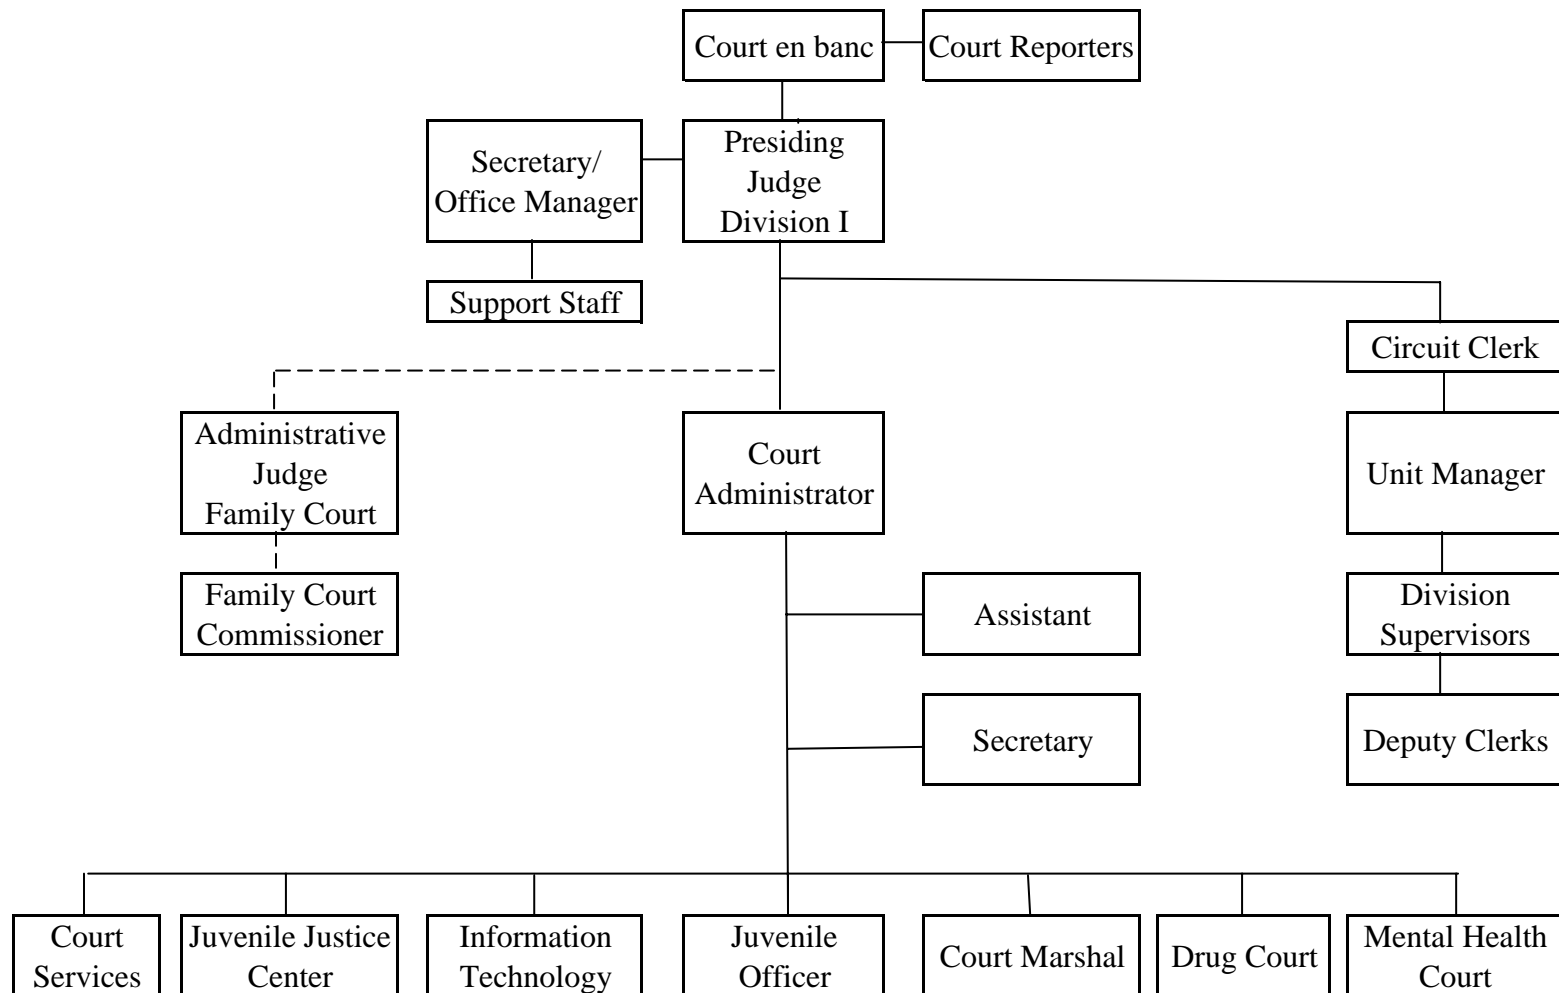 Court en banc
Court Reporters
Secretary/
Office Manager
Presiding
Judge
Division I
Support Staff
Circuit Clerk
Administrative
Judge
Family Court
Court
Administrator
Unit Manager
Family Court
Commissioner
Assistant
Division
Supervisors
Secretary
Deputy Clerks
Court
Services
Juvenile Justice
Center
Information
Technology
Juvenile
Officer
Court Marshal
Drug Court
Mental Health
Court